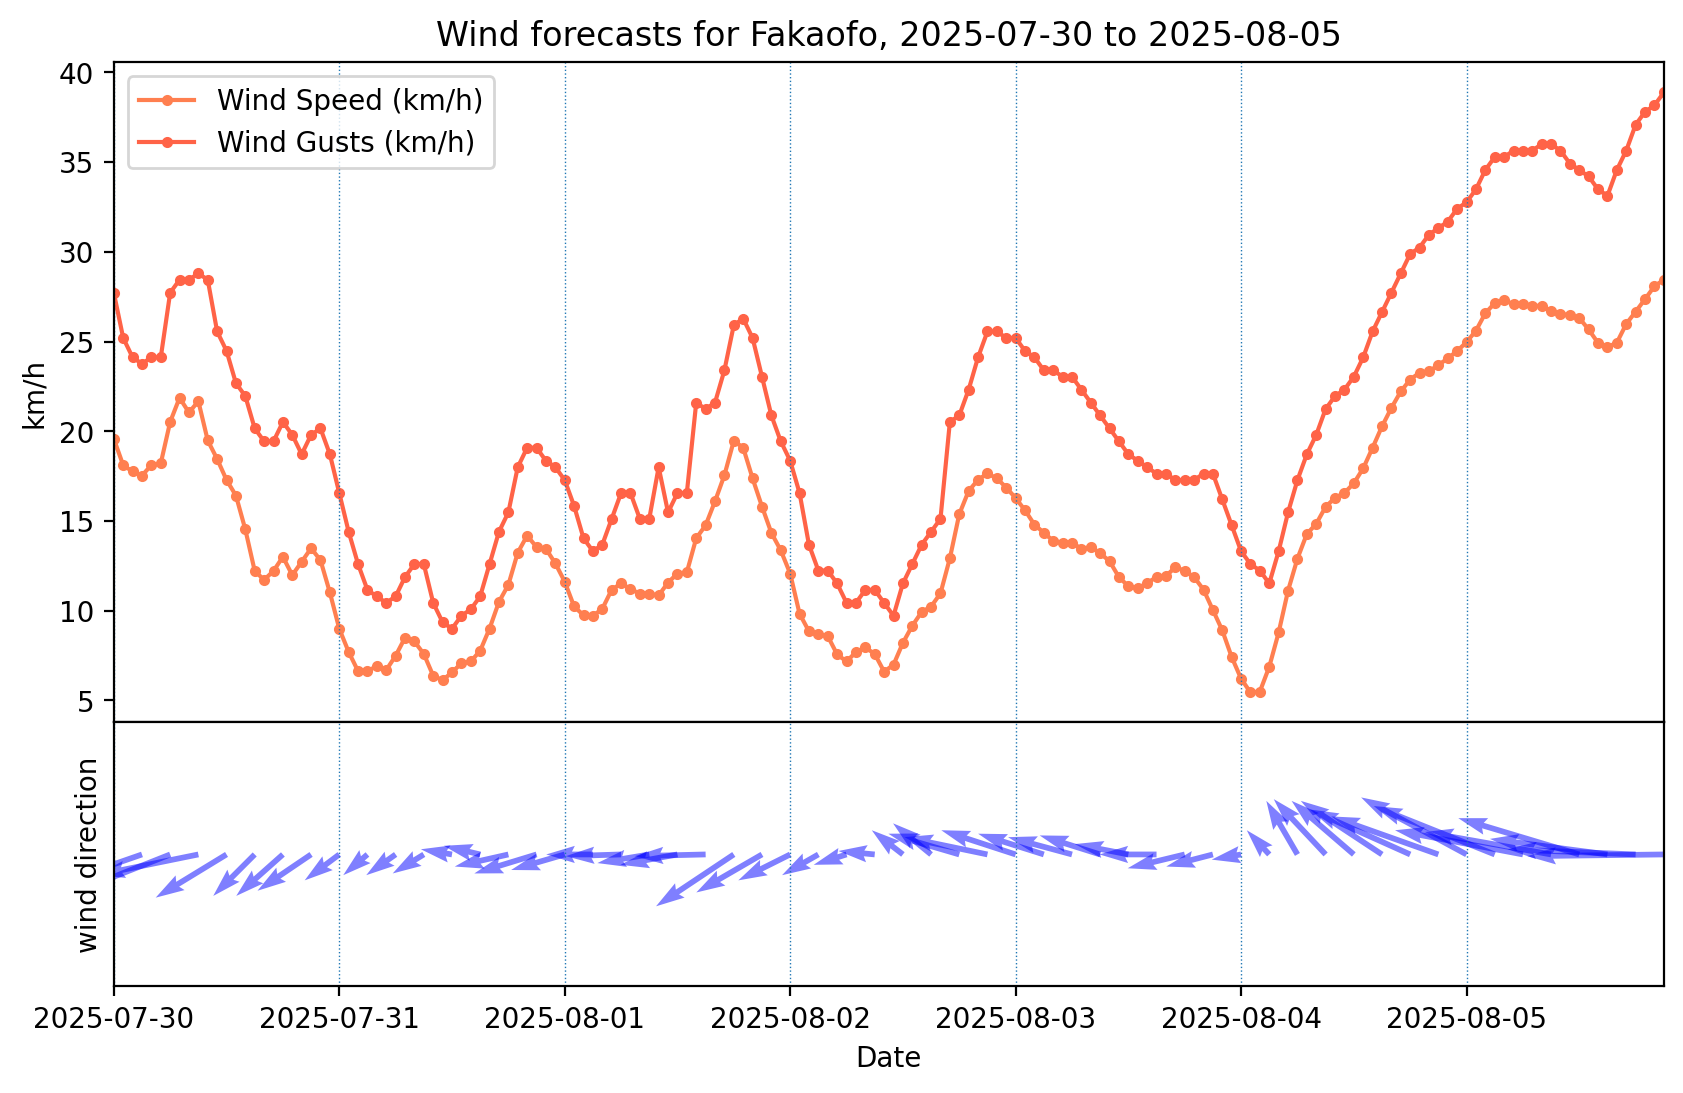 Wind forecasts for Fakaofo, 2025-07-30 to 2025-08-05
Wind Speed (km/h)
Wind Gusts (km/h)
40
35
30
25
20
15
10
5
km/h
wind direction
2025-07-30
2025-07-31
2025-08-01
2025-08-02
2025-08-03
2025-08-04
2025-08-05
Date